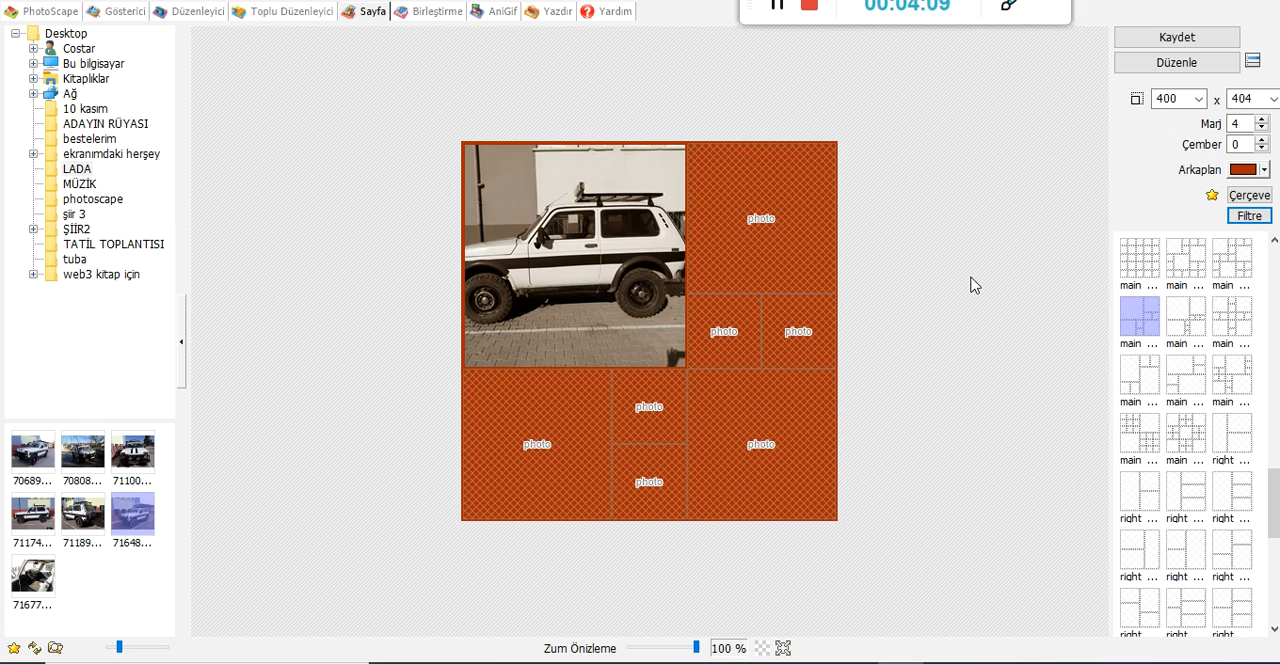 PhotoScape
Gösterici
Düzenleyici
Toplu Düzenleyici
Sayfa
Birleştirme
AniGif
Yazdır
Yardım
00:04:09
Desktop
Costar
Bu bilgisayar
Kitaplıklar
Ağ
10 kasım
ADAYIN RÜYASI
bestelerim
ekranımdaki herşey
LADA
MÜZİK
photoscape
şiir 3
ŞİİR2
TATİL TOPLANTISI
tuba
web3 kitap için
70689...
70808...
71100...
71174...
71189...
71648...
71677...
photo
photo
photo
photo
photo
photo
photo
Zum Önizleme
100 %
Kaydet
Düzenle
400 x 404
Marj 4
Çember 0
Arkaplan
Çerçeve
Filtre
main ...
main ...
main ...
main ...
main ...
main ...
main ...
main ...
main ...
main ...
main ...
right ...
right ...
right ...
right ...
right ...
right ...
right ...
right
right
right